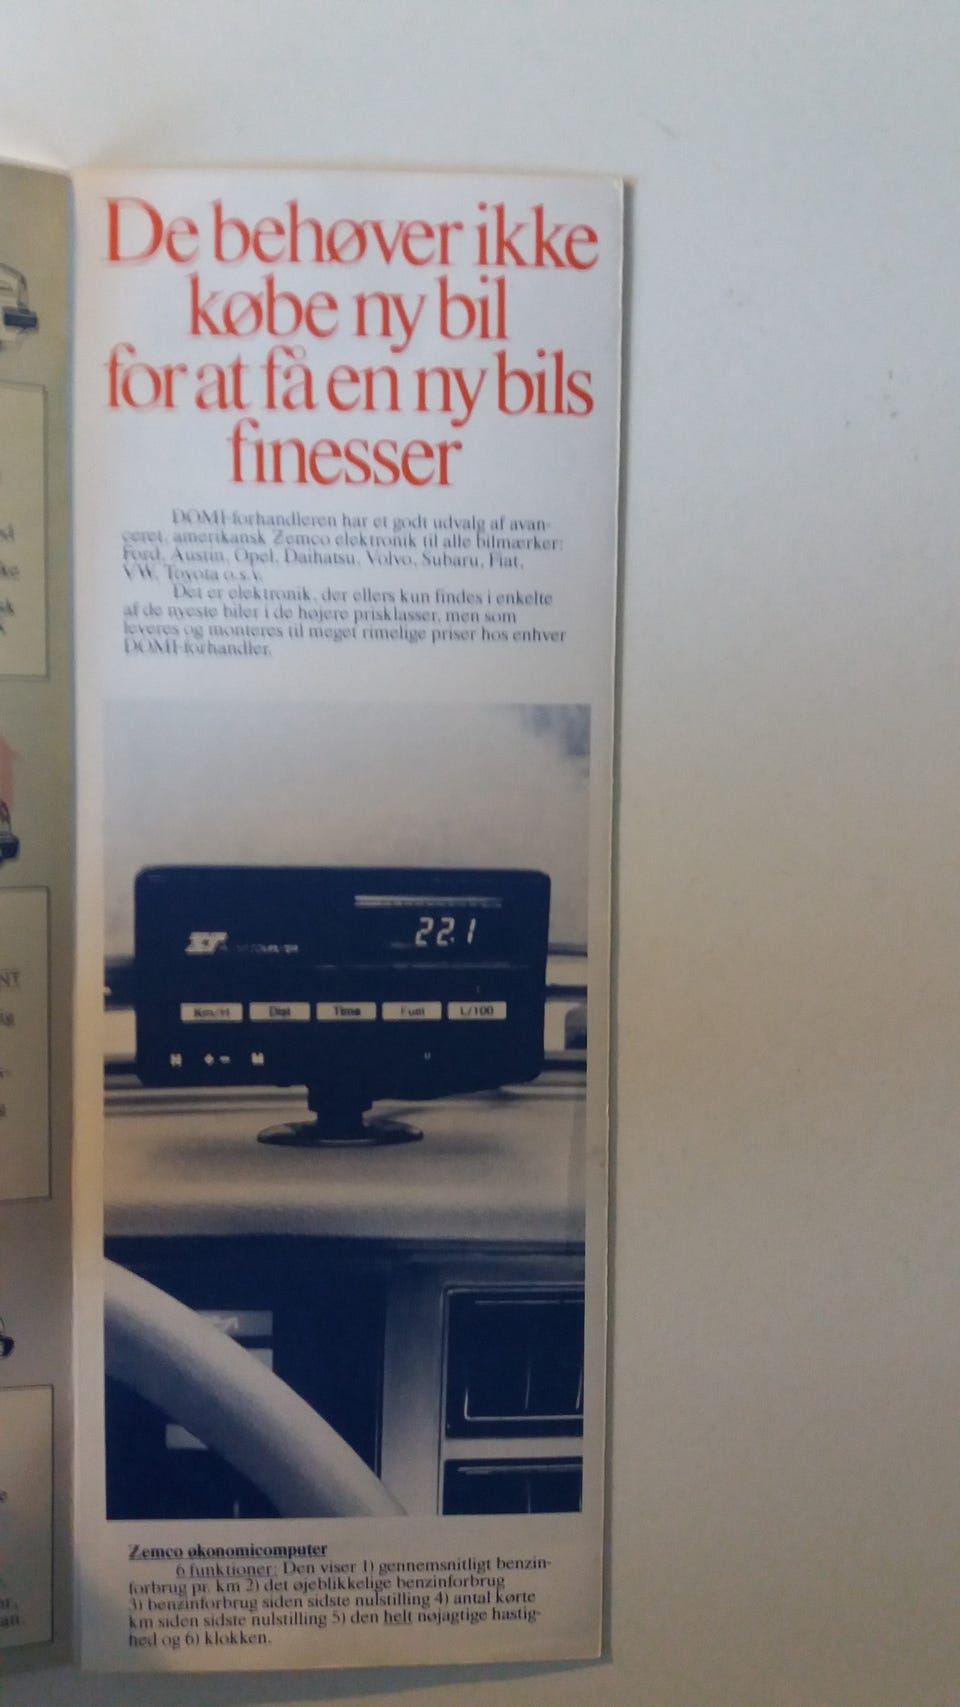 De behøver ikke
købe ny bil
for at få en ny bils
finesser
DOMI-forhandleren har et godt udvalg af avan-
ceret, amerikansk Zemco elektronik til alle bilmærker:
Ford, Austin, Opel, Daihatsu, Volvo, Subaru, Fiat,
VW, Toyota o.s.v.
Det er elektronik, der ellers kun findes i enkelte
af de nyeste biler i de højere prisklasser, men som
leveres og monteres til meget rimelige priser hos enhver
DOMI-forhandler.
22.1
Km/H Dist Time Fuel L/100
H + - M
Zemco økonomicomputer
6 funktioner: Den viser 1) gennemsnitligt benzin-
forbrug pr. km 2) det øjeblikkelige benzinforbrug
3) benzinforbrug siden sidste nulstilling 4) antal kørte
km siden sidste nulstilling 5) den helt nøjagtige hastig-
hed og 6) klokken.